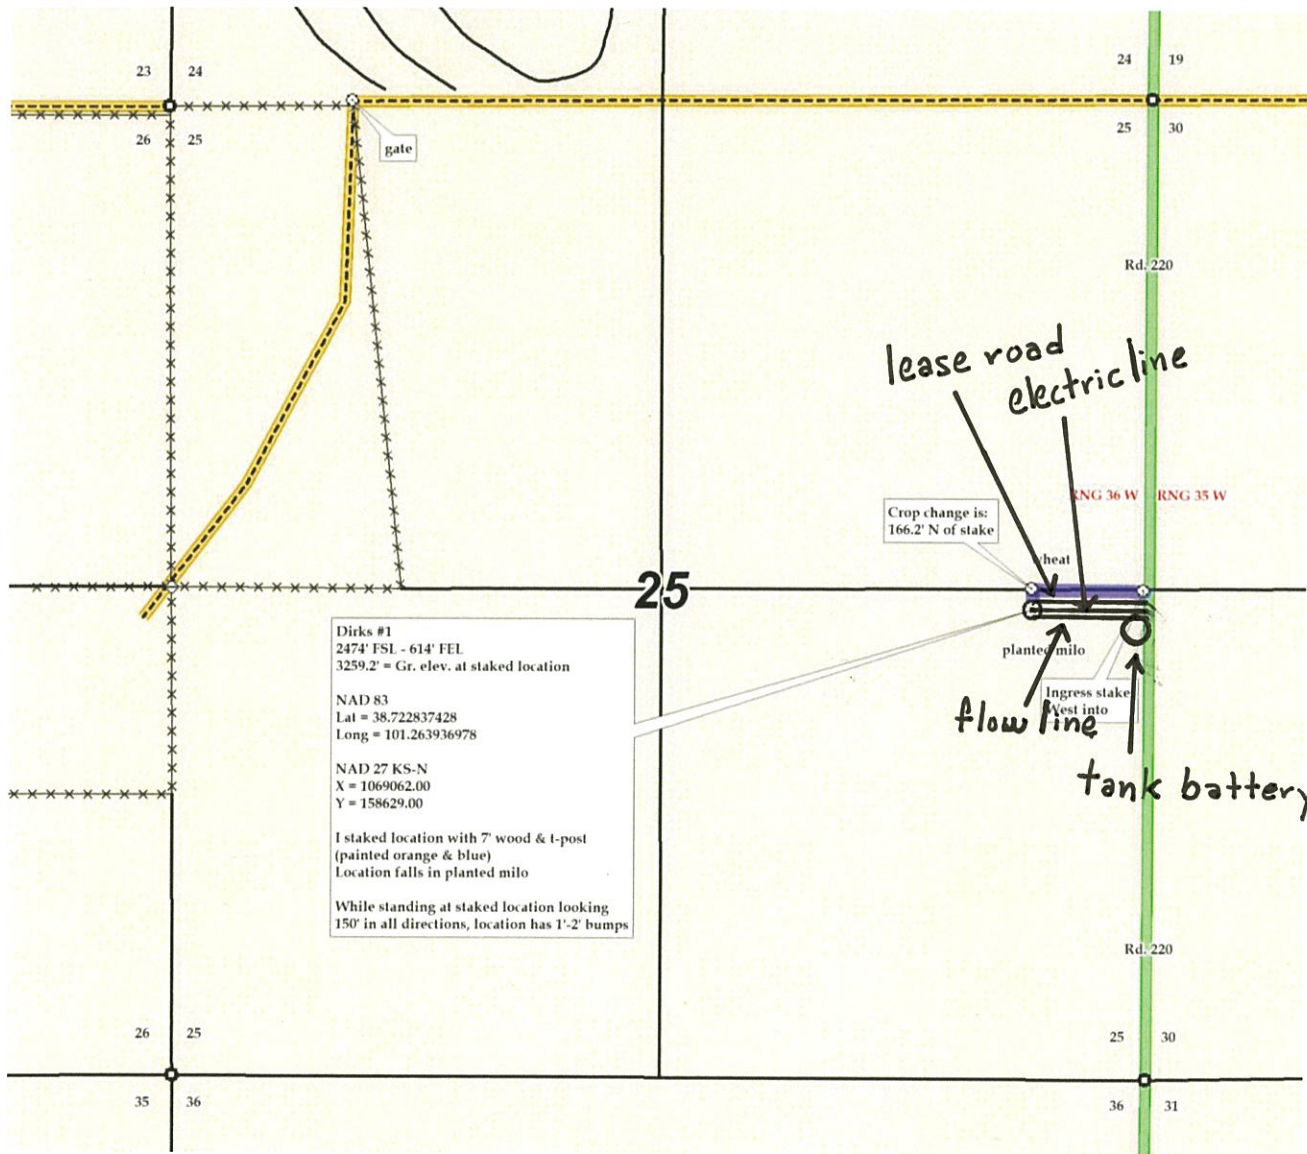 23 24
24 19
26 25
25 30
gate
Rd. 220
lease road
electric line
RNG 36 W RNG 35 W
Crop change is:
166.2' N of stake
25
Dirks #1
2474' FSL - 614' FEL
3259.2' = Gr. elev. at staked location
NAD 83
Lat = 38.722837428
Long = 101.263936978
NAD 27 KS-N
X = 1069062.00
Y = 158629.00
I staked location with 7' wood & t-post
(painted orange & blue)
Location falls in planted milo
While standing at staked location looking
150' in all directions, location has 1'-2' bumps
planted milo
Ingress stake
West into
flow line
tank battery
Rd. 220
26 25
25 30
35 36
36 31